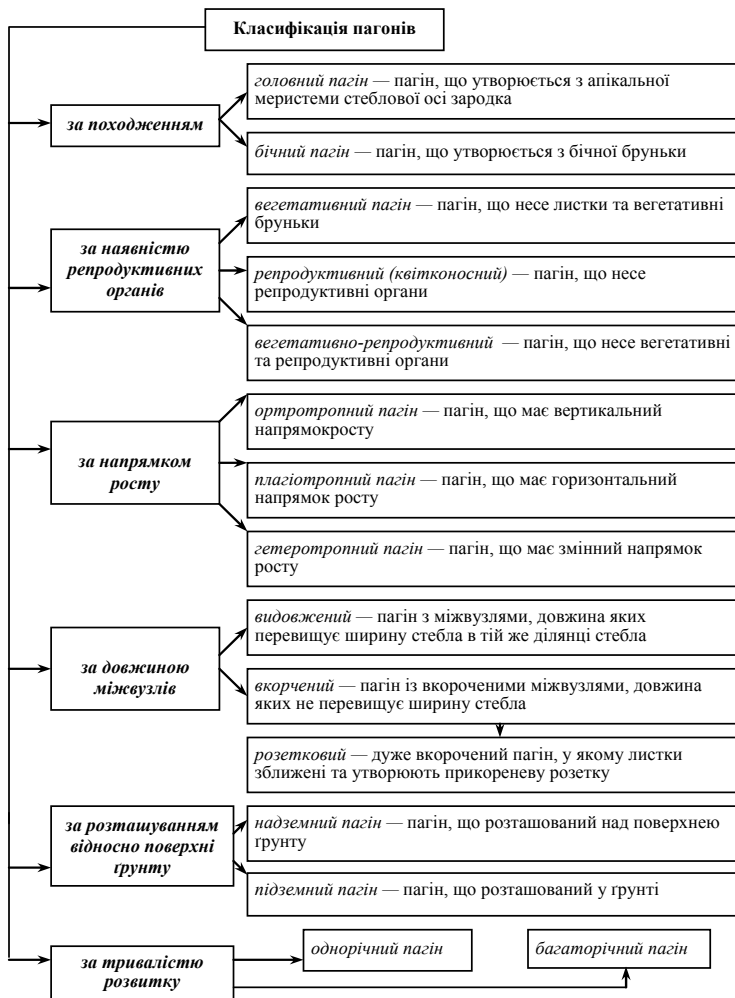 Класифікація пагонів
за походженням
головний пагін — пагін, що утворюється з апікальної
меристеми стеблової осі зародка
бічний пагін — пагін, що утворюється з бічної бруньки
за наявністю
репродуктивних
органів
вегетативний пагін — пагін, що несе листки та вегетативні
бруньки
репродуктивний (квітконосний) — пагін, що несе
репродуктивні органи
вегетативно-репродуктивний — пагін, що несе вегетативні
та репродуктивні органи
за напрямком
росту
ортротропний пагін — пагін, що має вертикальний
напрямокросту
плагіотропний пагін — пагін, що має горизонтальний
напрямок росту
гетеротропний пагін — пагін, що має змінний напрямок
росту
за довжиною
міжвузлів
видовжений — пагін з міжвузлями, довжина яких
перевищує ширину стебла в тій же ділянці стебла
вкорчений — пагін із вкороченими міжвузлями, довжина
яких не перевищує ширину стебла
розетковий — дуже вкорочений пагін, у якому листки
зближені та утворюють прикореневу розетку
за розташуванням
відносно поверхні
ґрунту
надземний пагін — пагін, що розташований над поверхнею
ґрунту
підземний пагін — пагін, що розташований у ґрунті
за тривалістю
розвитку
однорічний пагін
багаторічний пагін